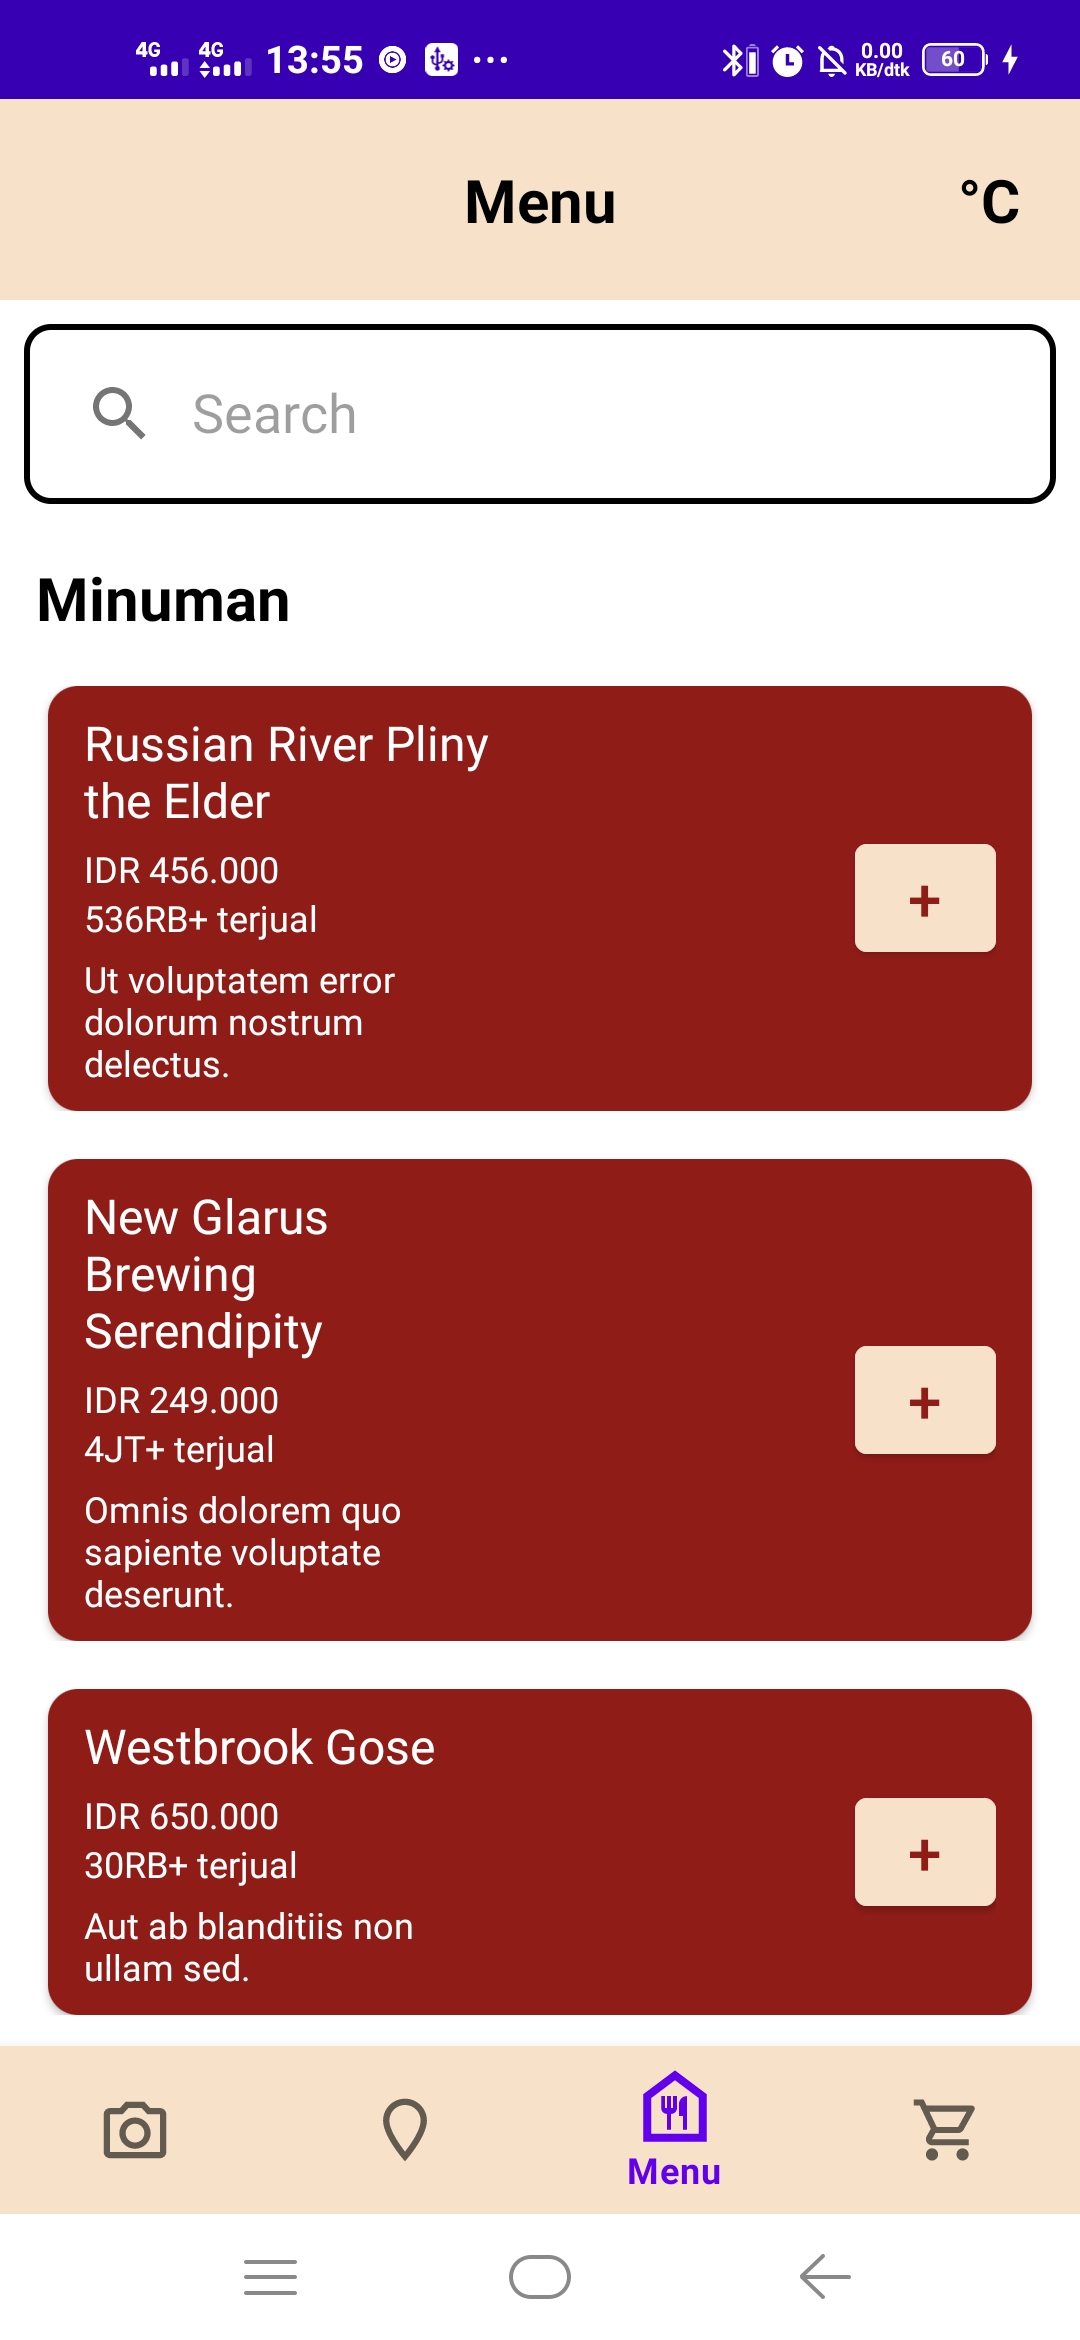 4G 4G 13:55 0.00 KB/dtk 60
Menu °C
Search
Minuman
Russian River Pliny
the Elder
IDR 456.000
536RB+ terjual
+
Ut voluptatem error
dolorum nostrum
delectus.
New Glarus
Brewing
Serendipity
IDR 249.000
4JT+ terjual
+
Omnis dolorem quo
sapiente voluptate
deserunt.
Westbrook Gose
IDR 650.000
30RB+ terjual
+
Aut ab blanditiis non
ullam sed.
Menu